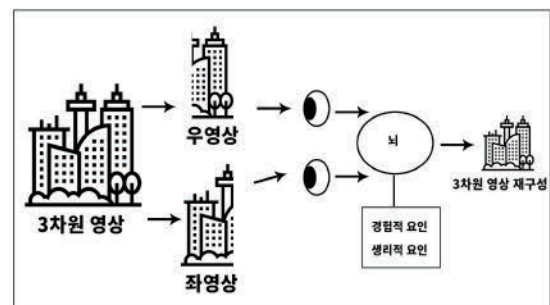 우영상
뇌
3차원 영상
3차원 영상 재구성
경험적 요인
생리적 요인
좌영상